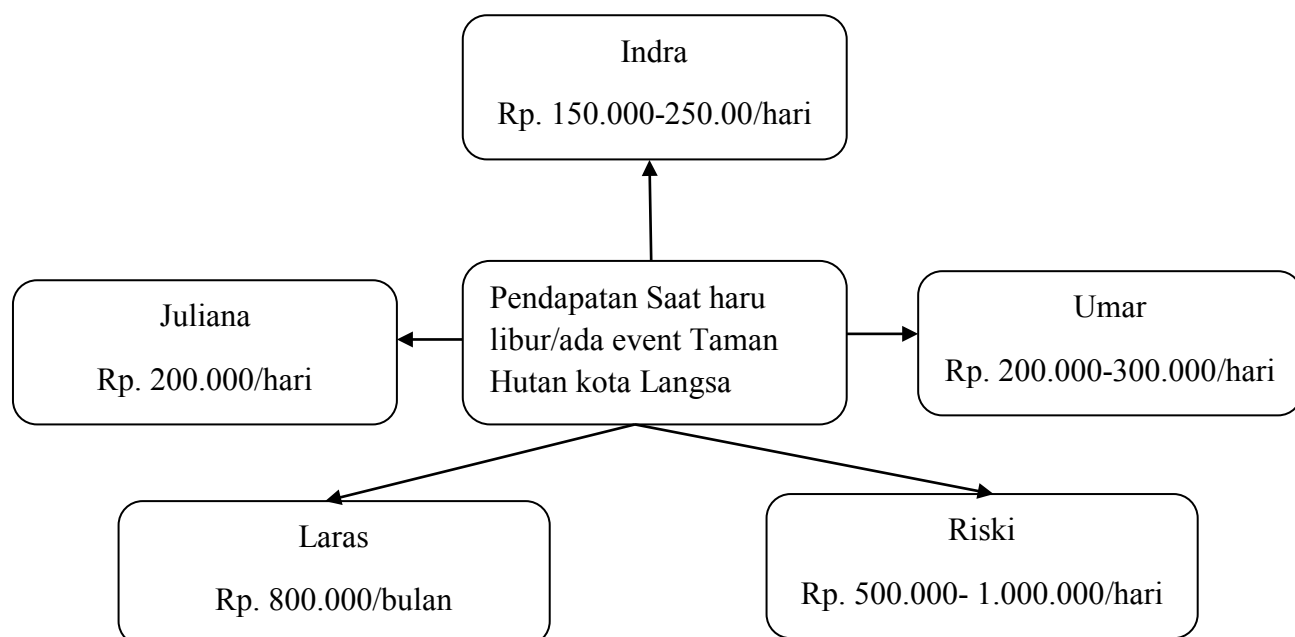 Indra
Rp. 150.000-250.00/hari
Juliana
Rp. 200.000/hari
Pendapatan Saat haru
libur/ada event Taman
Hutan kota Langsa
Umar
Rp. 200.000-300.000/hari
Laras
Rp. 800.000/bulan
Riski
Rp. 500.000- 1.000.000/hari